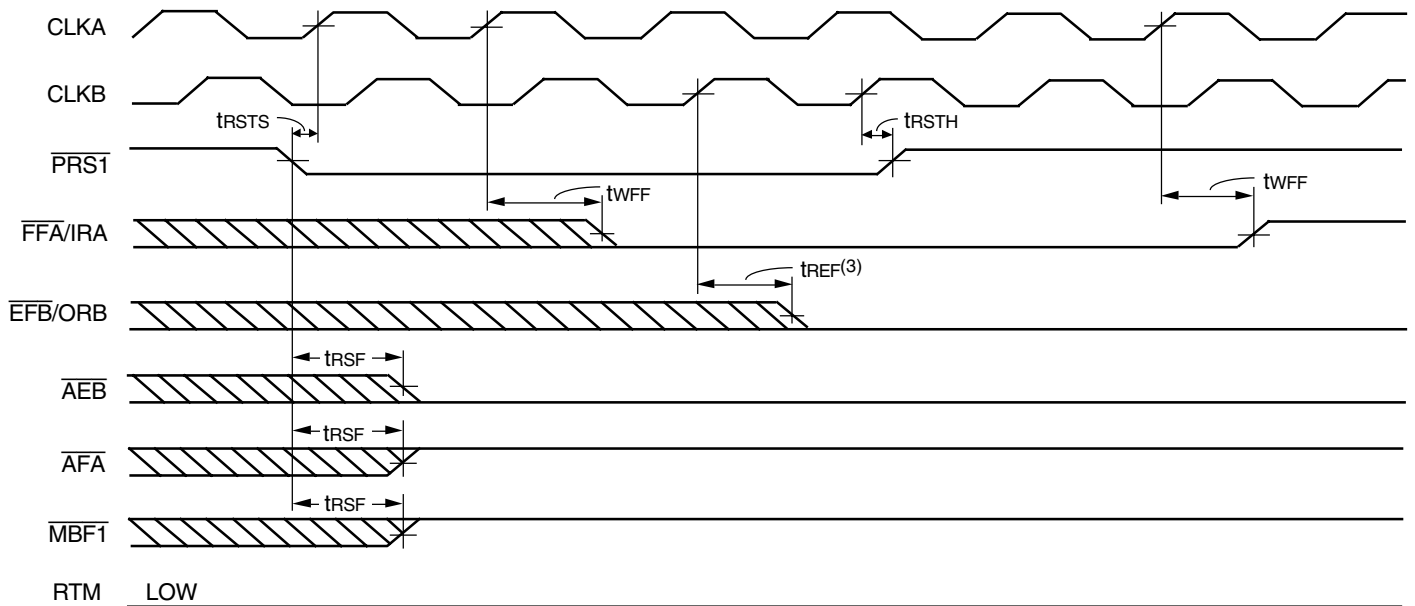 CLKA
CLKB
tRSTS
tRSTH
PRS1
tWFF
tWFF
FFA/IRA
tREF(3)
EFB/ORB
tRSF
AEB
tRSF
AFA
tRSF
MBF1
RTM LOW